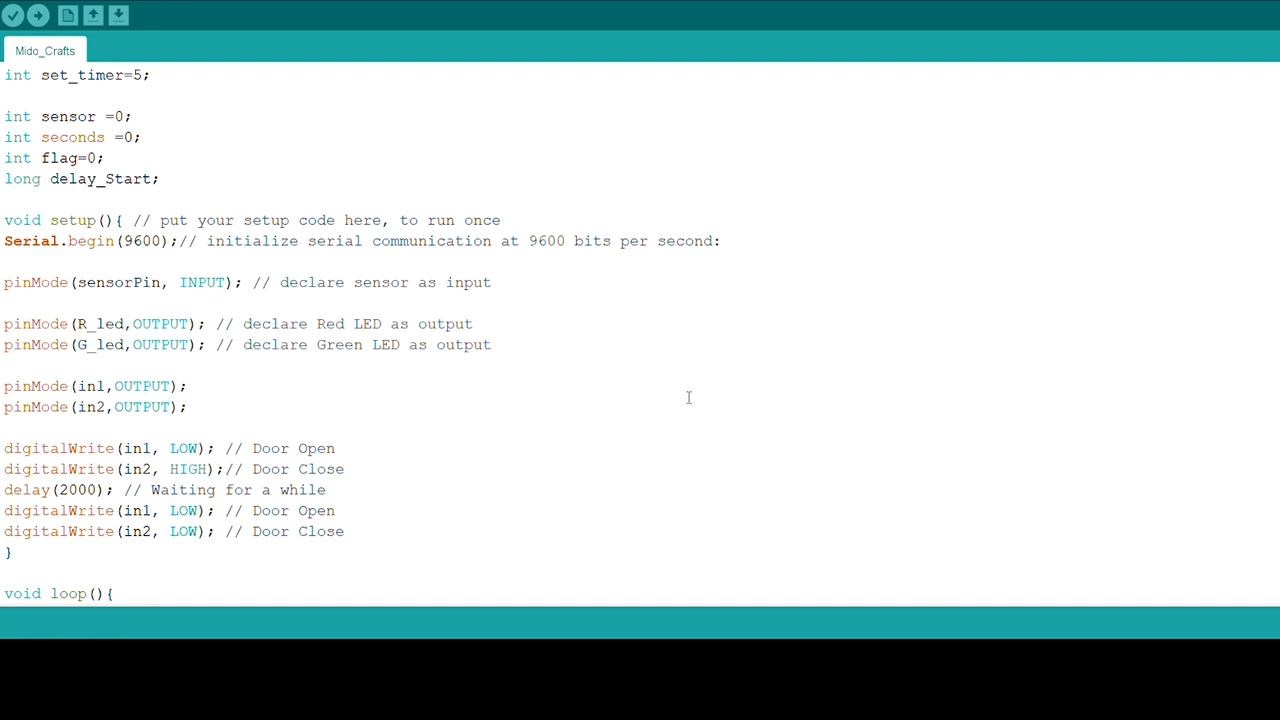 Mido_Crafts
int set_timer=5;
int sensor =0;
int seconds =0;
int flag=0;
long delay_Start;
void setup(){ // put your setup code here, to run once
Serial.begin(9600);// initialize serial communication at 9600 bits per second:
pinMode(sensorPin, INPUT); // declare sensor as input
pinMode(R_led,OUTPUT); // declare Red LED as output
pinMode(G_led,OUTPUT); // declare Green LED as output
pinMode(in1,OUTPUT);
pinMode(in2,OUTPUT);
digitalWrite(in1, LOW); // Door Open
digitalWrite(in2, HIGH);// Door Close
delay(2000); // Waiting for a while
digitalWrite(in1, LOW); // Door Open
digitalWrite(in2, LOW); // Door Close
}
void loop(){